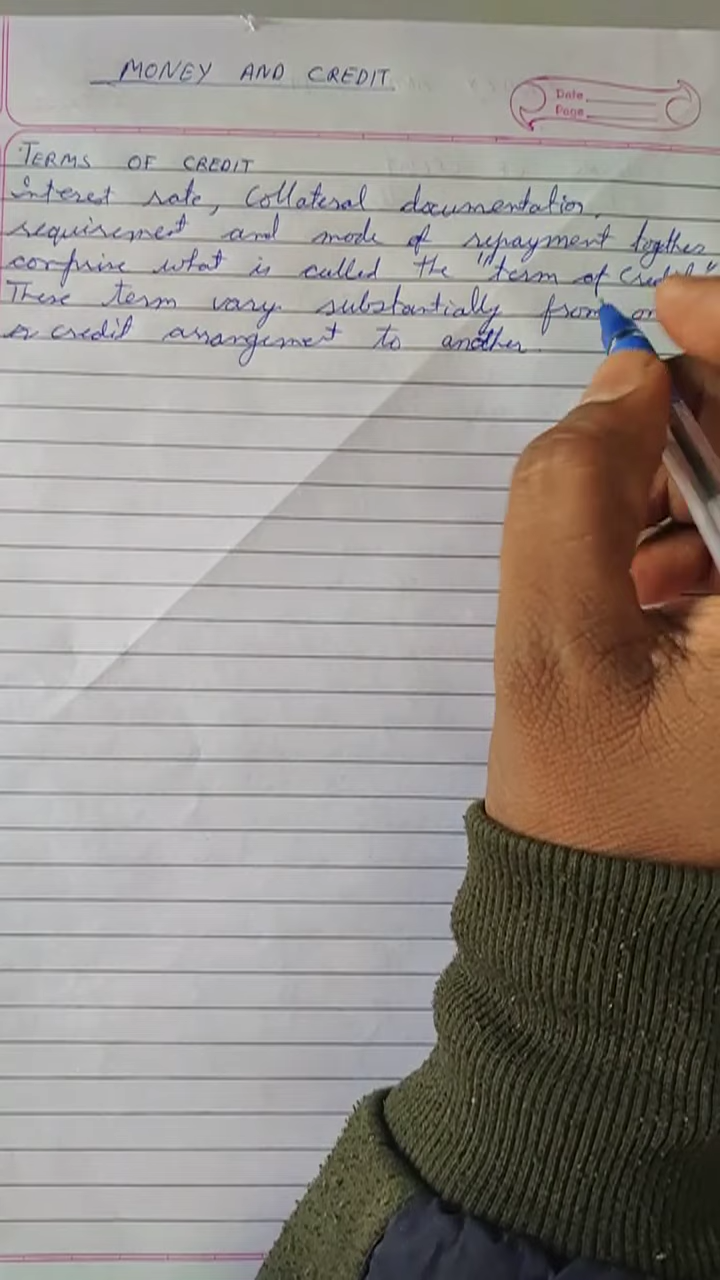 MONEY AND CREDIT
Date
Page
TERMS OF CREDIT
Interest rate, Collateral documentation,
requirement and mode of repayment together
comprise what is called the "term of Credit"
These term vary substantially from
credit arrangement to another.